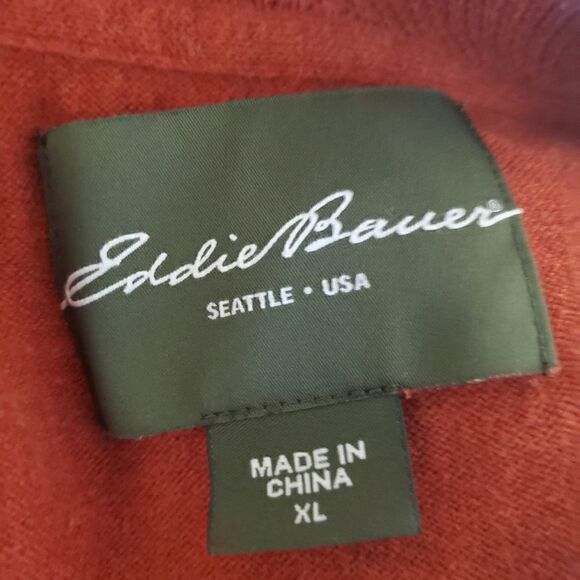 Eddie Bauer®
SEATTLE • USA
MADE IN
CHINA
XL